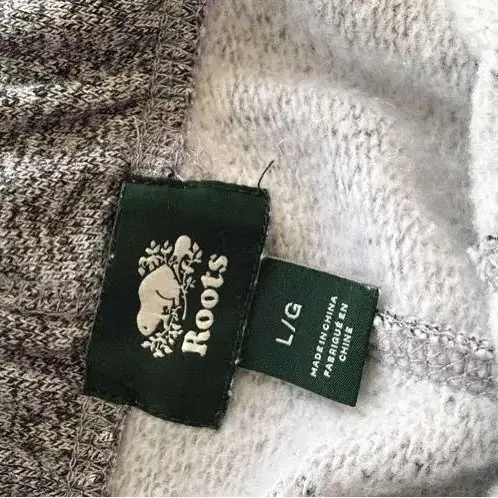 Roots
L/G
MADE IN CHINA
FABRIQUÉ EN
CHINE